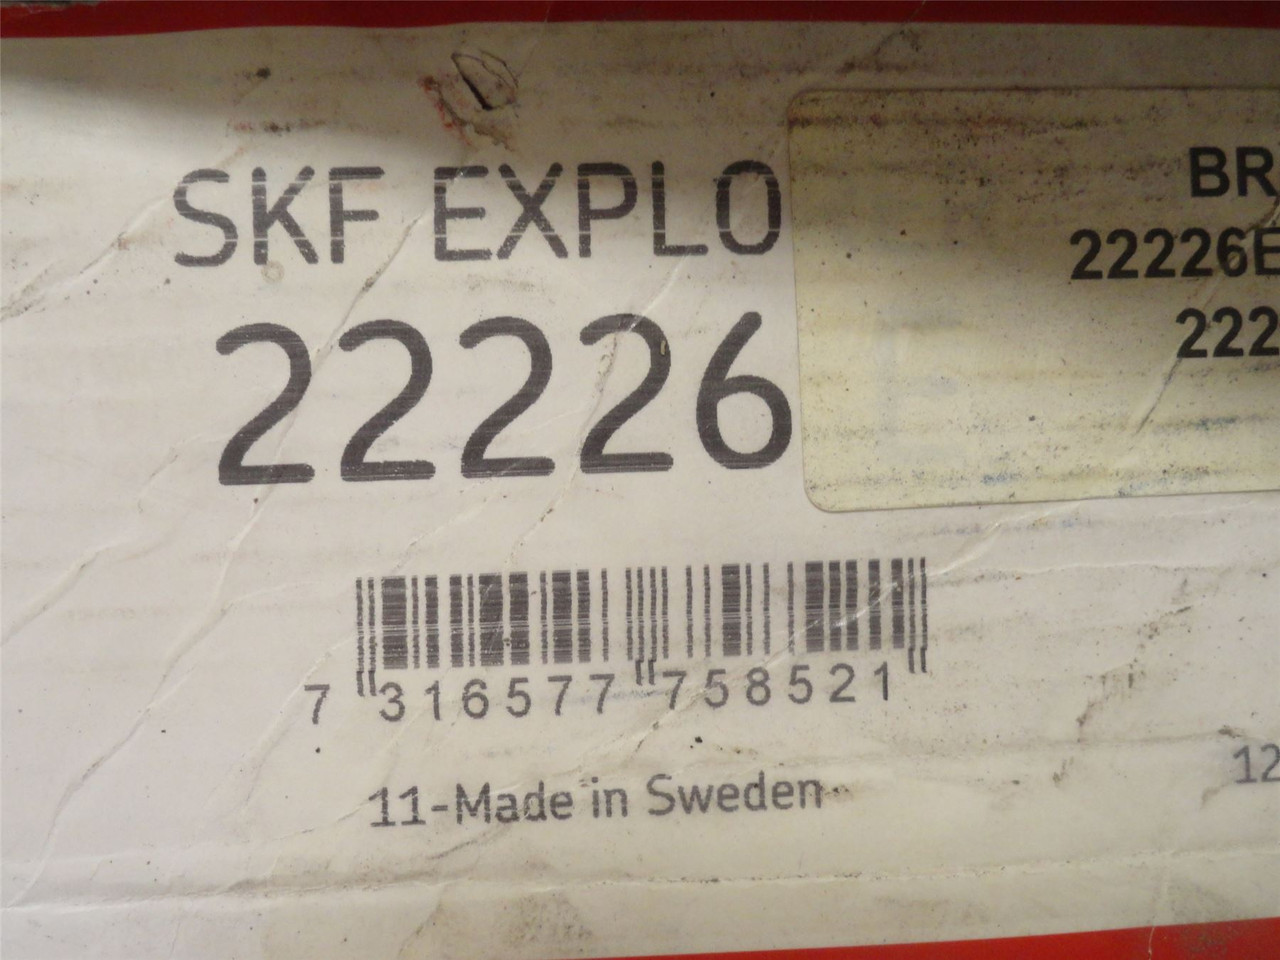 SKF EXPLO
22226
BR
22226E
222
7 316577 758521
11-Made in Sweden
12